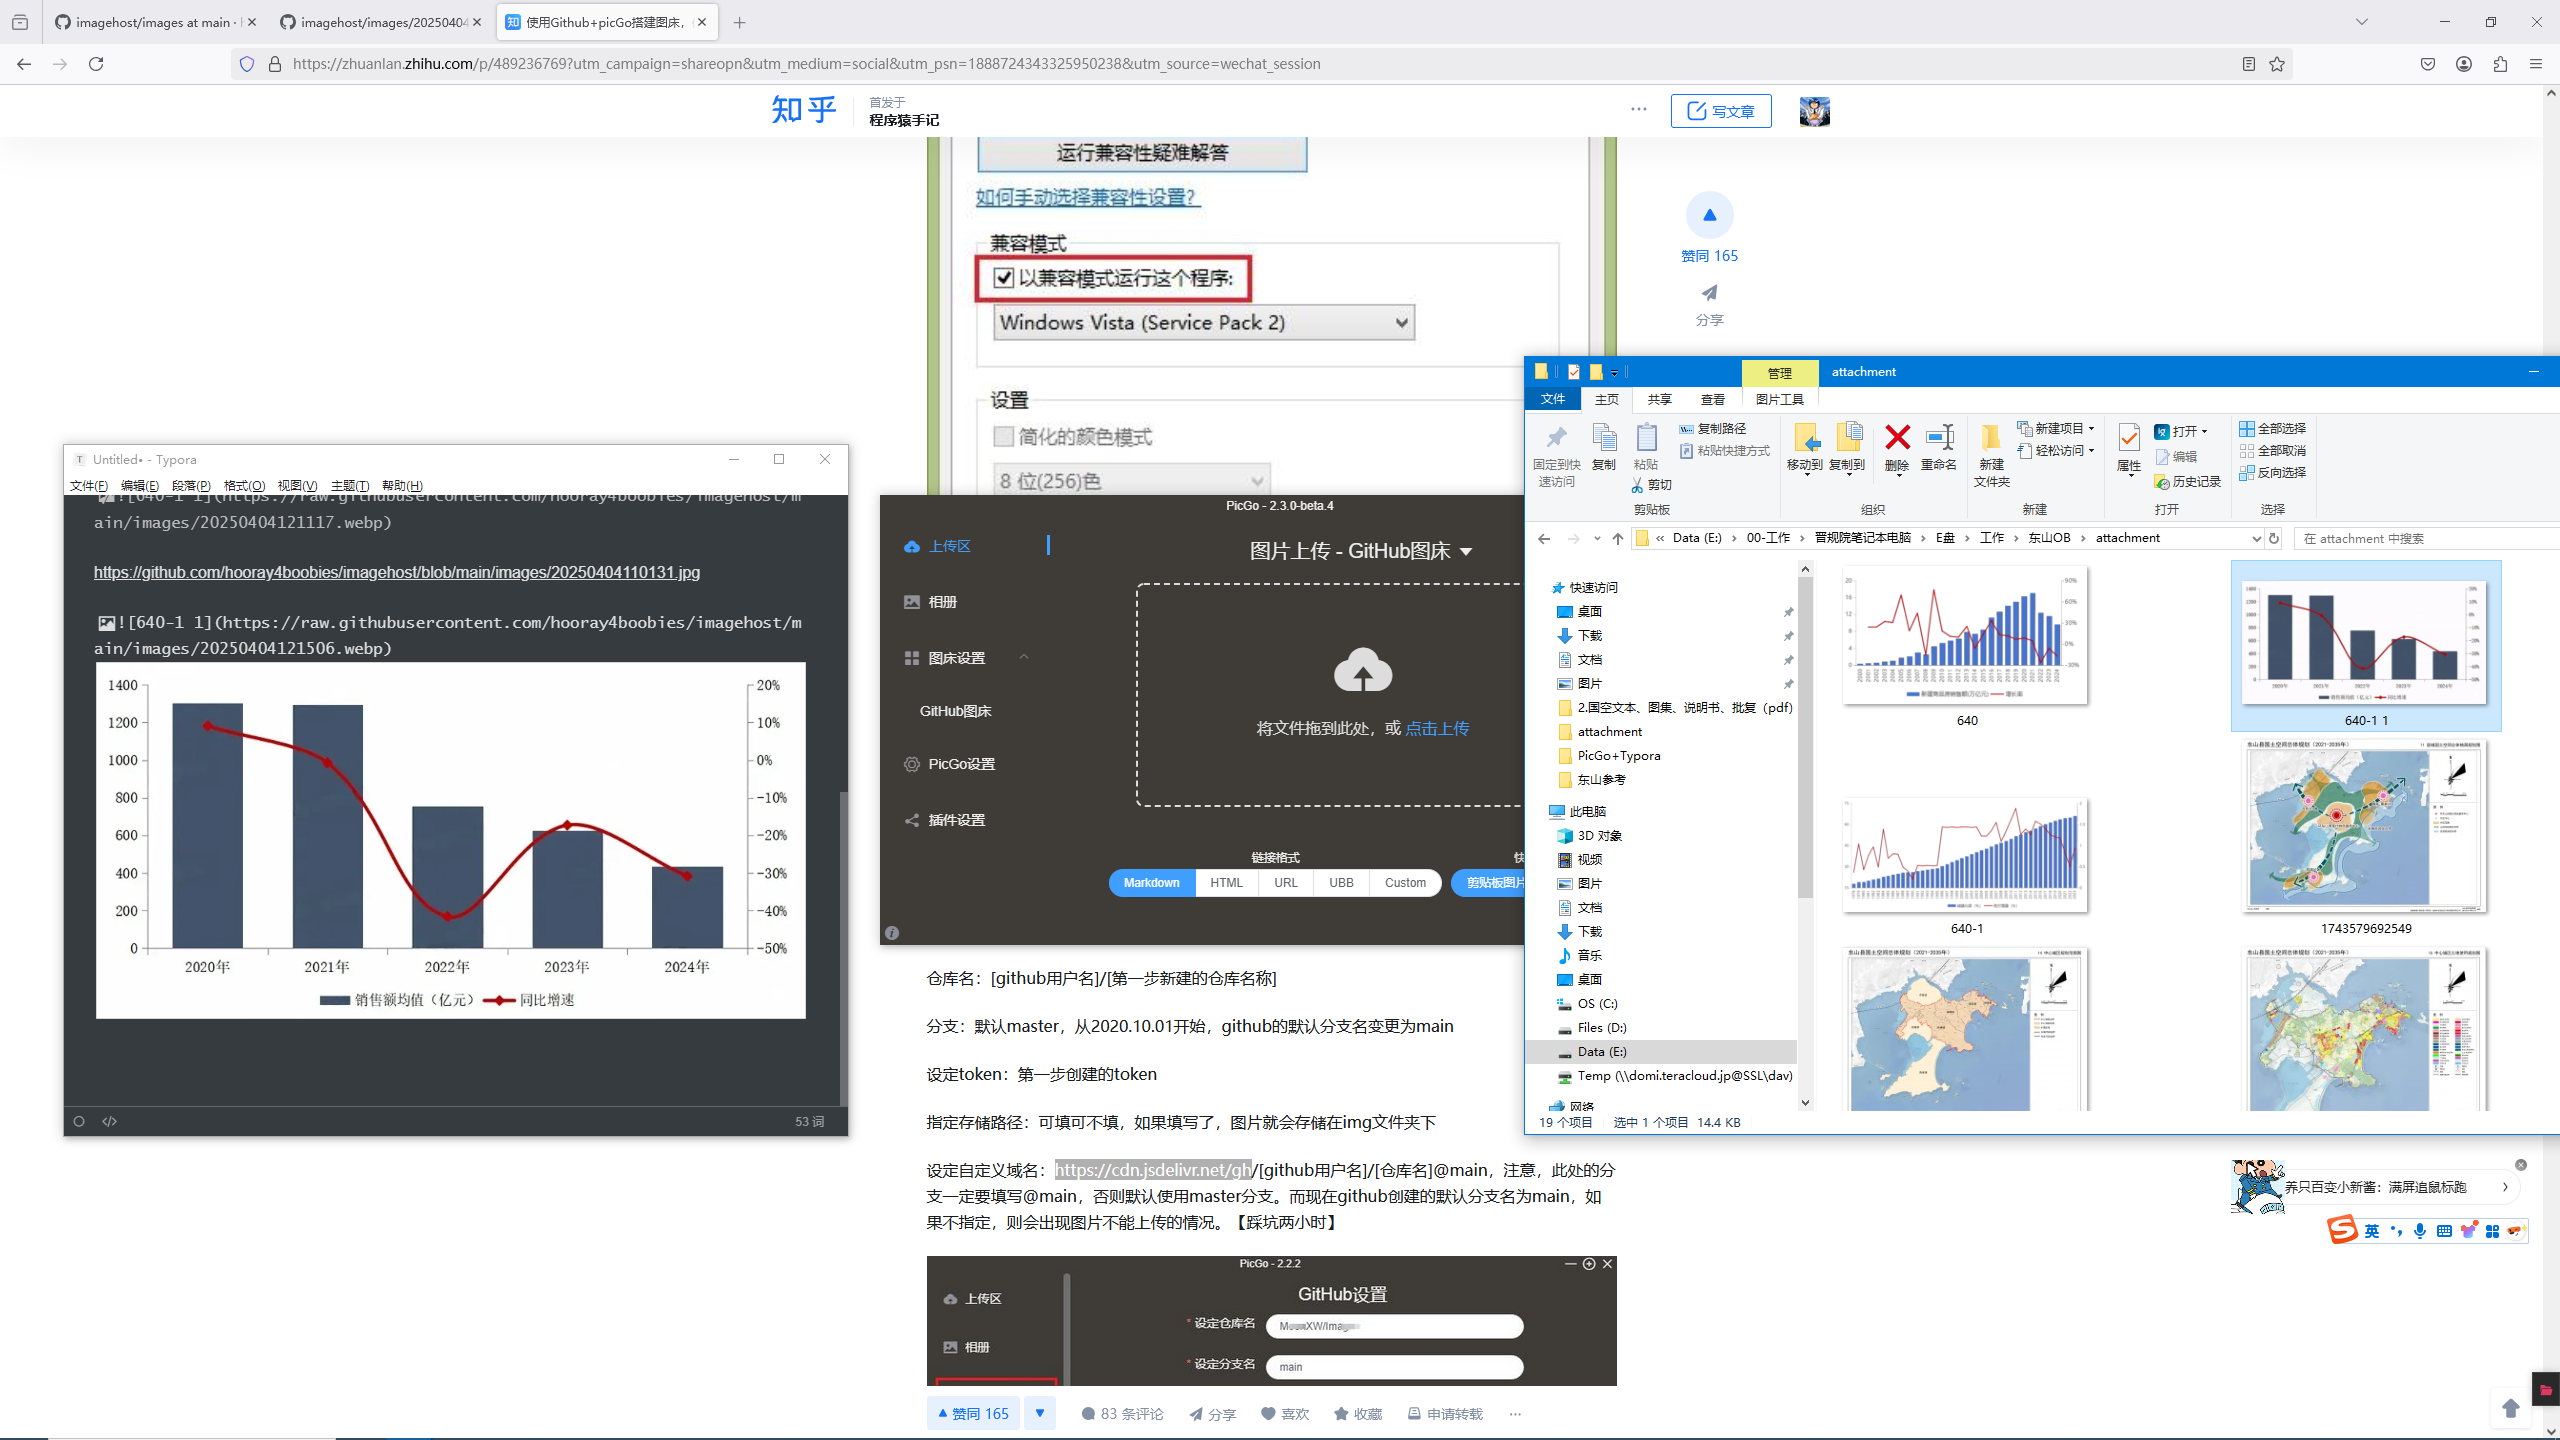 imagehost/images at main ·
imagehost/images/20250404
使用Github+picGo搭建图床，
https://zhuanlan.zhihu.com/p/489236769?utm_campaign=shareopn&utm_medium=social&utm_psn=1888724343325950238&utm_source=wechat_session
知乎
首发于
程序猿手记
写文章
运行兼容性疑难解答
如何手动选择兼容性设置?
兼容模式
以兼容模式运行这个程序:
Windows Vista (Service Pack 2)
设置
简化的颜色模式
8 位(256)色
赞同 165
分享
Untitled• - Typora
文件(F) 编辑(E) 段落(P) 格式(O) 视图(V) 主题(T) 帮助(H)
![640-1 1](https://raw.githubusercontent.com/hooray4boobies/imagehost/m
ain/images/20250404121117.webp)
https://github.com/hooray4boobies/imagehost/blob/main/images/20250404110131.jpg
![640-1 1](https://raw.githubusercontent.com/hooray4boobies/imagehost/m
ain/images/20250404121506.webp)
1400 20%
1200 10%
1000 0%
800 -10%
600 -20%
400 -30%
200 -40%
0 -50%
2020年 2021年 2022年 2023年 2024年
销售额均值（亿元） 同比增速
53 词
PicGo - 2.3.0-beta.4
上传区
相册
图床设置
GitHub图床
PicGo设置
插件设置
图片上传 - GitHub图床
将文件拖到此处，或 点击上传
链接格式
快
Markdown HTML URL UBB Custom
剪贴板图片
管理 attachment
文件 主页 共享 查看 图片工具
固定到快
速访问
复制
粘贴
复制路径
粘贴快捷方式
剪切
剪贴板
移动到 复制到 删除 重命名
组织
新建
文件夹
新建项目
轻松访问
新建
属性
打开
编辑
历史记录
打开
全部选择
全部取消
反向选择
选择
« Data (E:) › 00-工作 › 晋规院笔记本电脑 › E盘 › 工作 › 东山OB › attachment
在 attachment 中搜索
快速访问
桌面
下载
文档
图片
2.国空文本、图集、说明书、批复（pdf）
attachment
PicGo+Typora
东山参考
此电脑
3D 对象
视频
图片
文档
下载
音乐
桌面
OS (C:)
Files (D:)
Data (E:)
Temp (\\domi.teracloud.jp@SSL\dav)
网络
640
640-1 1
640-1
1743579692549
19 个项目 选中 1 个项目 14.4 KB
仓库名：[github用户名]/[第一步新建的仓库名称]
分支：默认master，从2020.10.01开始，github的默认分支名变更为main
设定token：第一步创建的token
指定存储路径：可填可不填，如果填写了，图片就会存储在img文件夹下
设定自定义域名：https://cdn.jsdelivr.net/gh/[github用户名]/[仓库名]@main，注意，此处的分
支一定要填写@main，否则默认使用master分支。而现在github创建的默认分支名为main，如
果不指定，则会出现图片不能上传的情况。【踩坑两小时】
PicGo - 2.2.2
上传区
相册
GitHub设置
* 设定仓库名
* 设定分支名 main
赞同 165
83 条评论 分享 喜欢 收藏 申请转载
养只百变小新酱：满屏追鼠标跑
英